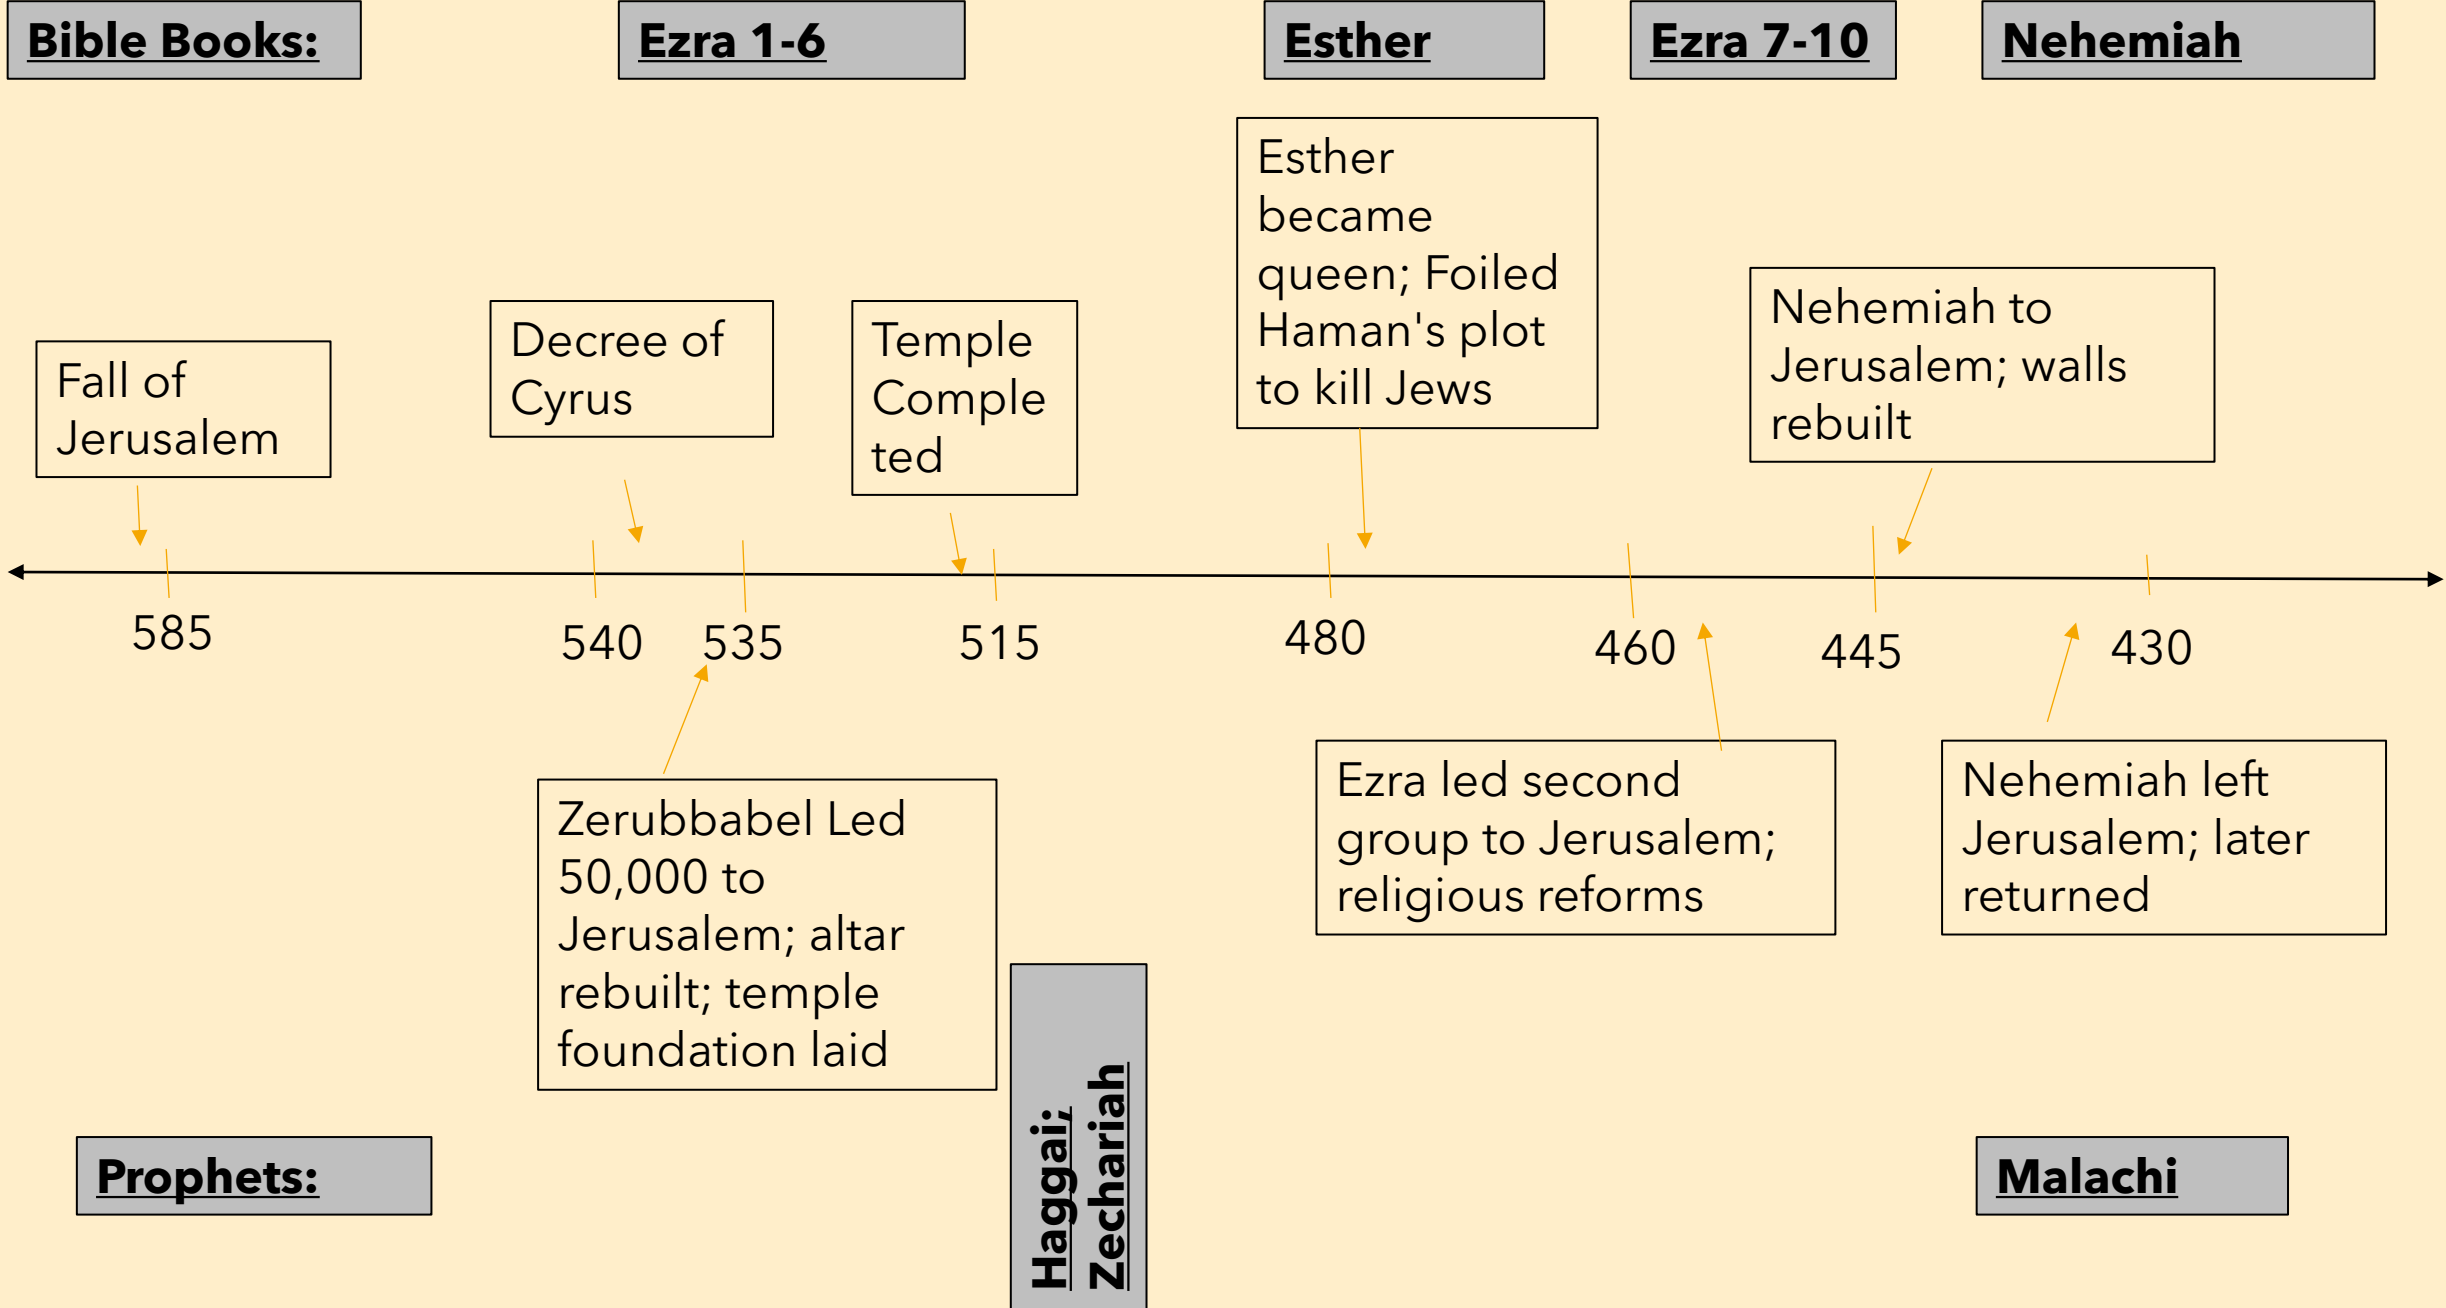 Bible Books:
Ezra 1-6
Esther
Ezra 7-10
Nehemiah
Fall of
Jerusalem
Decree of
Cyrus
Temple
Comple
ted
Esther
became
queen; Foiled
Haman's plot
to kill Jews
Nehemiah to
Jerusalem; walls
rebuilt
585
540
535
515
480
460
445
430
Zerubbabel Led
50,000 to
Jerusalem; altar
rebuilt; temple
foundation laid
Ezra led second
group to Jerusalem;
religious reforms
Nehemiah left
Jerusalem; later
returned
Prophets:
Haggai;
Zechariah
Malachi